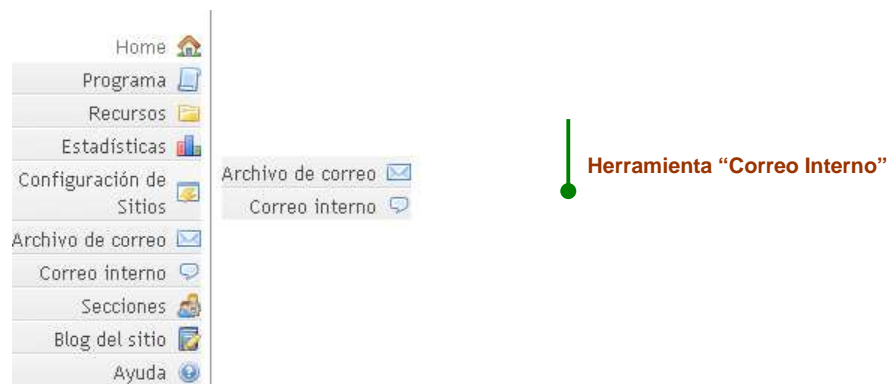 Home
Programa
Recursos
Estadísticas
Configuración de
Sitios
Archivo de correo
Correo interno
Secciones
Blog del sitio
Ayuda
Archivo de correo
Correo interno
Herramienta “Correo Interno”